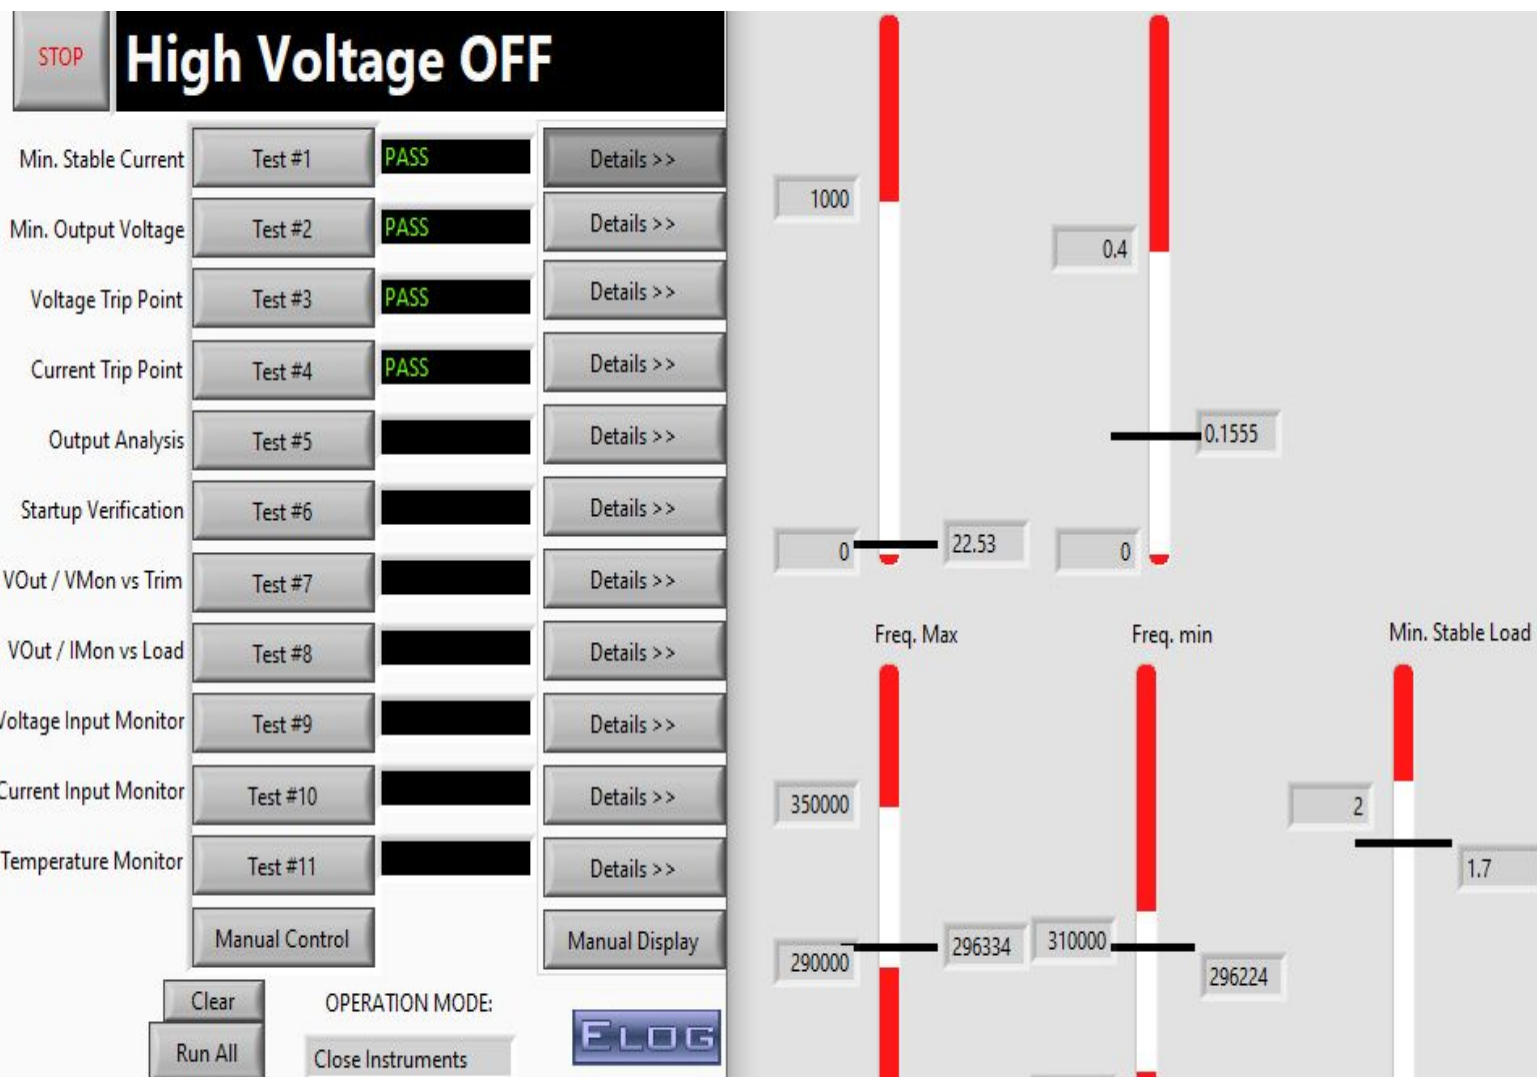 STOP
High Voltage OFF
Min. Stable Current Test #1 PASS Details >>
Min. Output Voltage Test #2 PASS Details >>
Voltage Trip Point Test #3 PASS Details >>
Current Trip Point Test #4 PASS Details >>
Output Analysis Test #5 Details >>
Startup Verification Test #6 Details >>
VOut / VMon vs Trim Test #7 Details >>
VOut / IMon vs Load Test #8 Details >>
Voltage Input Monitor Test #9 Details >>
Current Input Monitor Test #10 Details >>
Temperature Monitor Test #11 Details >>
Manual Control Manual Display
Clear OPERATION MODE:
Run All Close Instruments ELOG
1000
0.4
0.1555
0 22.53 0
Freq. Max Freq. min Min. Stable Load
350000 2
1.7
290000 296334 310000 296224